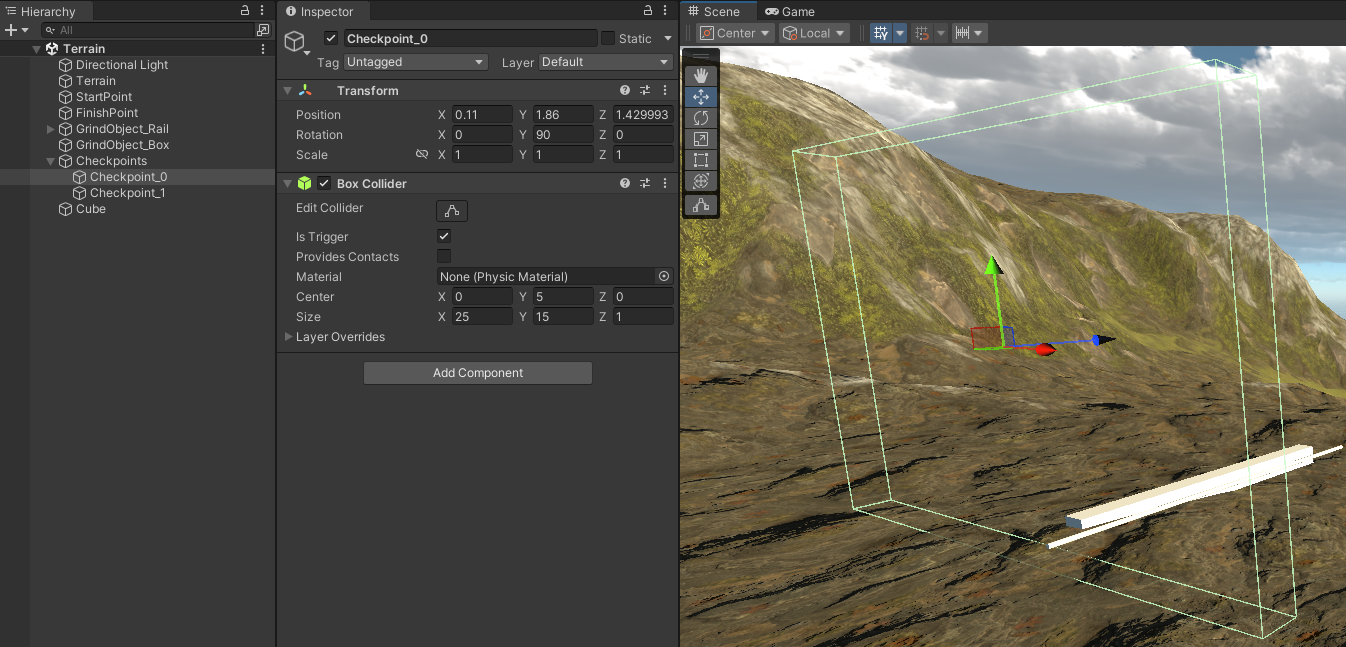 Hierarchy
All
Terrain
Directional Light
Terrain
StartPoint
FinishPoint
GrindObject_Rail
GrindObject_Box
Checkpoints
Checkpoint_0
Checkpoint_1
Cube
Inspector
Checkpoint_0 Static
Tag Untagged Layer Default
Transform
Position X 0.11 Y 1.86 Z 1.429993
Rotation X 0 Y 90 Z 0
Scale X 1 Y 1 Z 1
Box Collider
Edit Collider
Is Trigger
Provides Contacts
Material None (Physic Material)
Center X 0 Y 5 Z 0
Size X 25 Y 15 Z 1
Layer Overrides
Add Component
Scene Game
Center Local